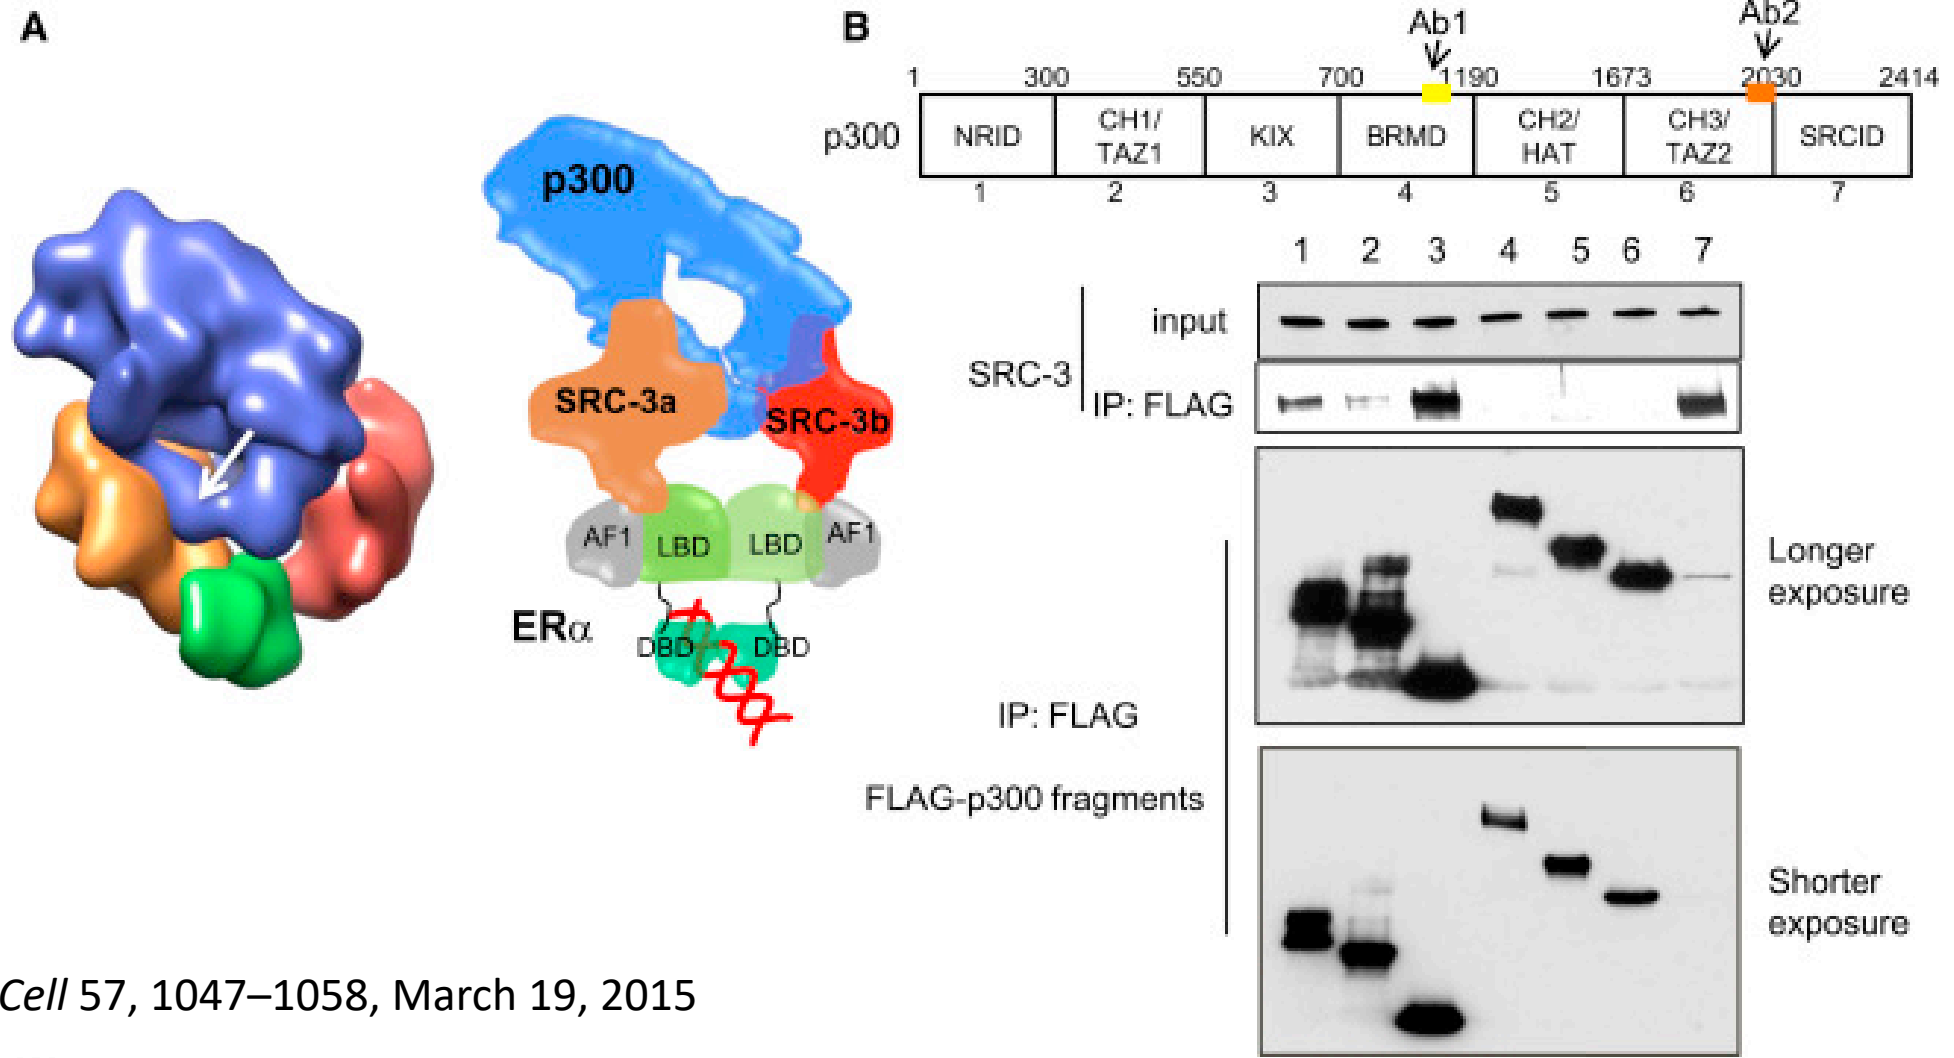 A
p300
SRC-3a
SRC-3b
AF1
LBD
LBD
AF1
ERα
DBD
DBD
B
Ab1
Ab2
1 300 550 700 1190 1673 2030 2414
p300
NRID
CH1/
TAZ1
KIX
BRMD
CH2/
HAT
CH3/
TAZ2
SRCID
1 2 3 4 5 6 7
1 2 3 4 5 6 7
SRC-3
input
IP: FLAG
Longer
exposure
IP: FLAG
FLAG-p300 fragments
Shorter
exposure
Cell 57, 1047–1058, March 19, 2015